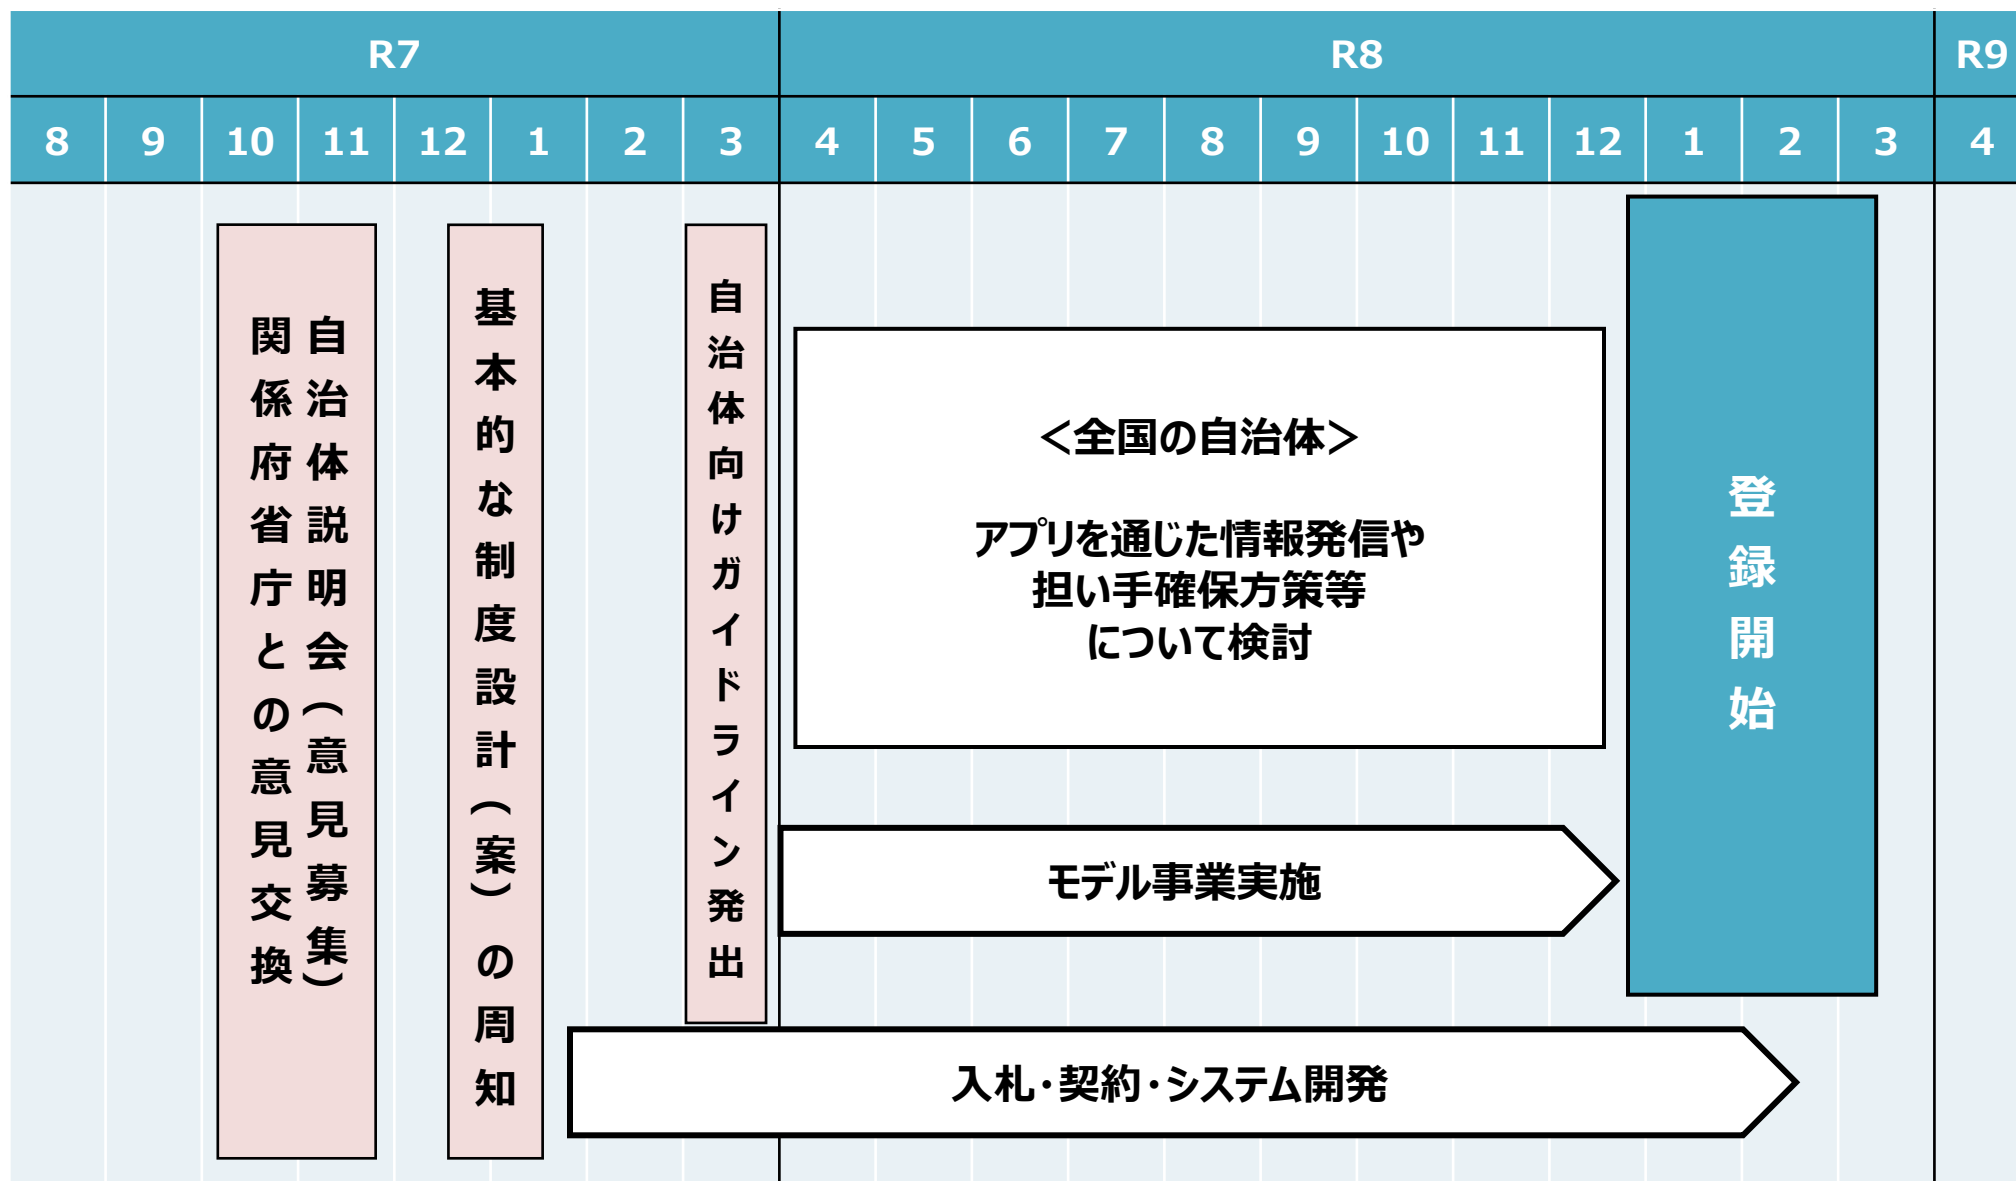 R7
R8
R9
8 9 10 11 12 1 2 3 4 5 6 7 8 9 10 11 12 1 2 3 4
自治体説明会（意見募集）
関係府省庁との意見交換
基本的な制度設計（案）の周知
自治体向けガイドライン発出
＜全国の自治体＞
アプリを通じた情報発信や
担い手確保方策等
について検討
登録開始
モデル事業実施
入札・契約・システム開発